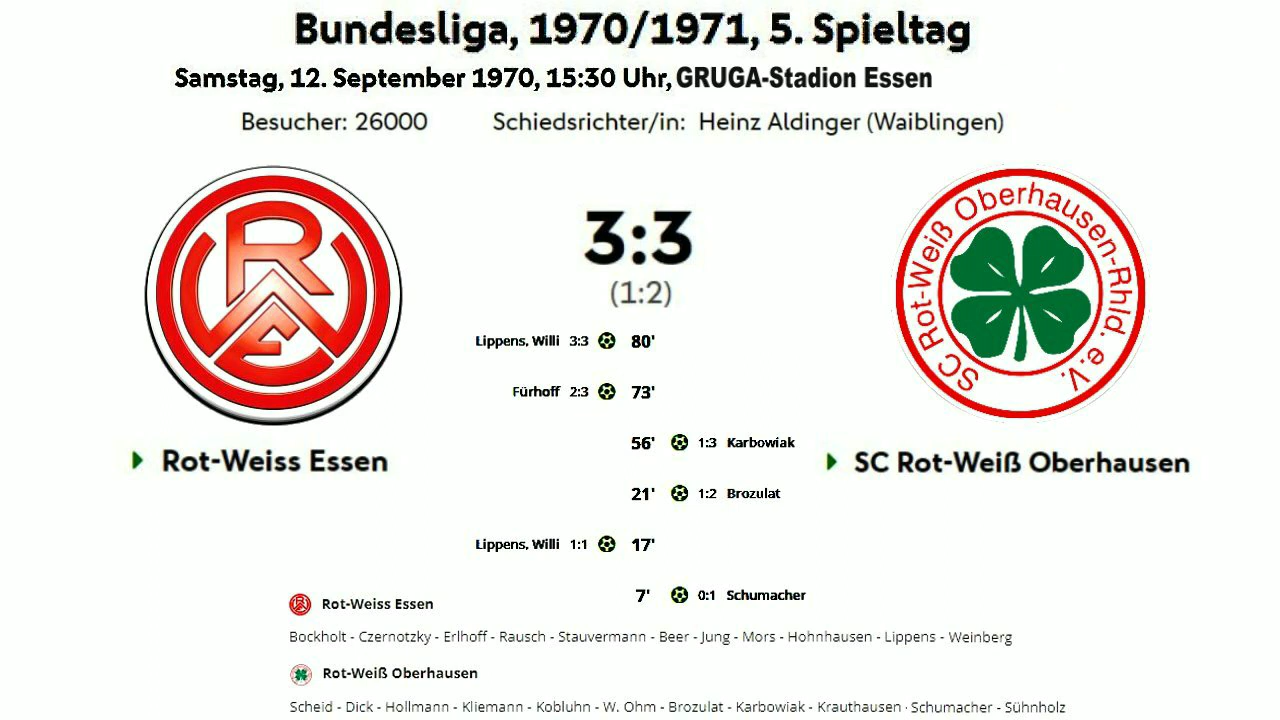 Bundesliga, 1970/1971, 5. Spieltag
Samstag, 12. September 1970, 15:30 Uhr, GRUGA-Stadion Essen
Besucher: 26000 Schiedsrichter/in: Heinz Aldinger (Waiblingen)
RWE
SC Rot-Weiß Oberhausen-Rhld. e.V.
3:3
(1:2)
Rot-Weiss Essen
SC Rot-Weiß Oberhausen
Lippens, Willi 3:3 80'
Fürhoff 2:3 73'
56' 1:3 Karbowiak
21' 1:2 Brozulat
Lippens, Willi 1:1 17'
7' 0:1 Schumacher
Rot-Weiss Essen
Bockholt - Czernotzky - Erlhoff - Rausch - Stauvermann - Beer - Jung - Mors - Hohnhausen - Lippens - Weinberg
Rot-Weiß Oberhausen
Scheid - Dick - Hollmann - Kliemann - Kobluhn - W. Ohm - Brozulat - Karbowiak - Krauthausen · Schumacher - Sühnholz